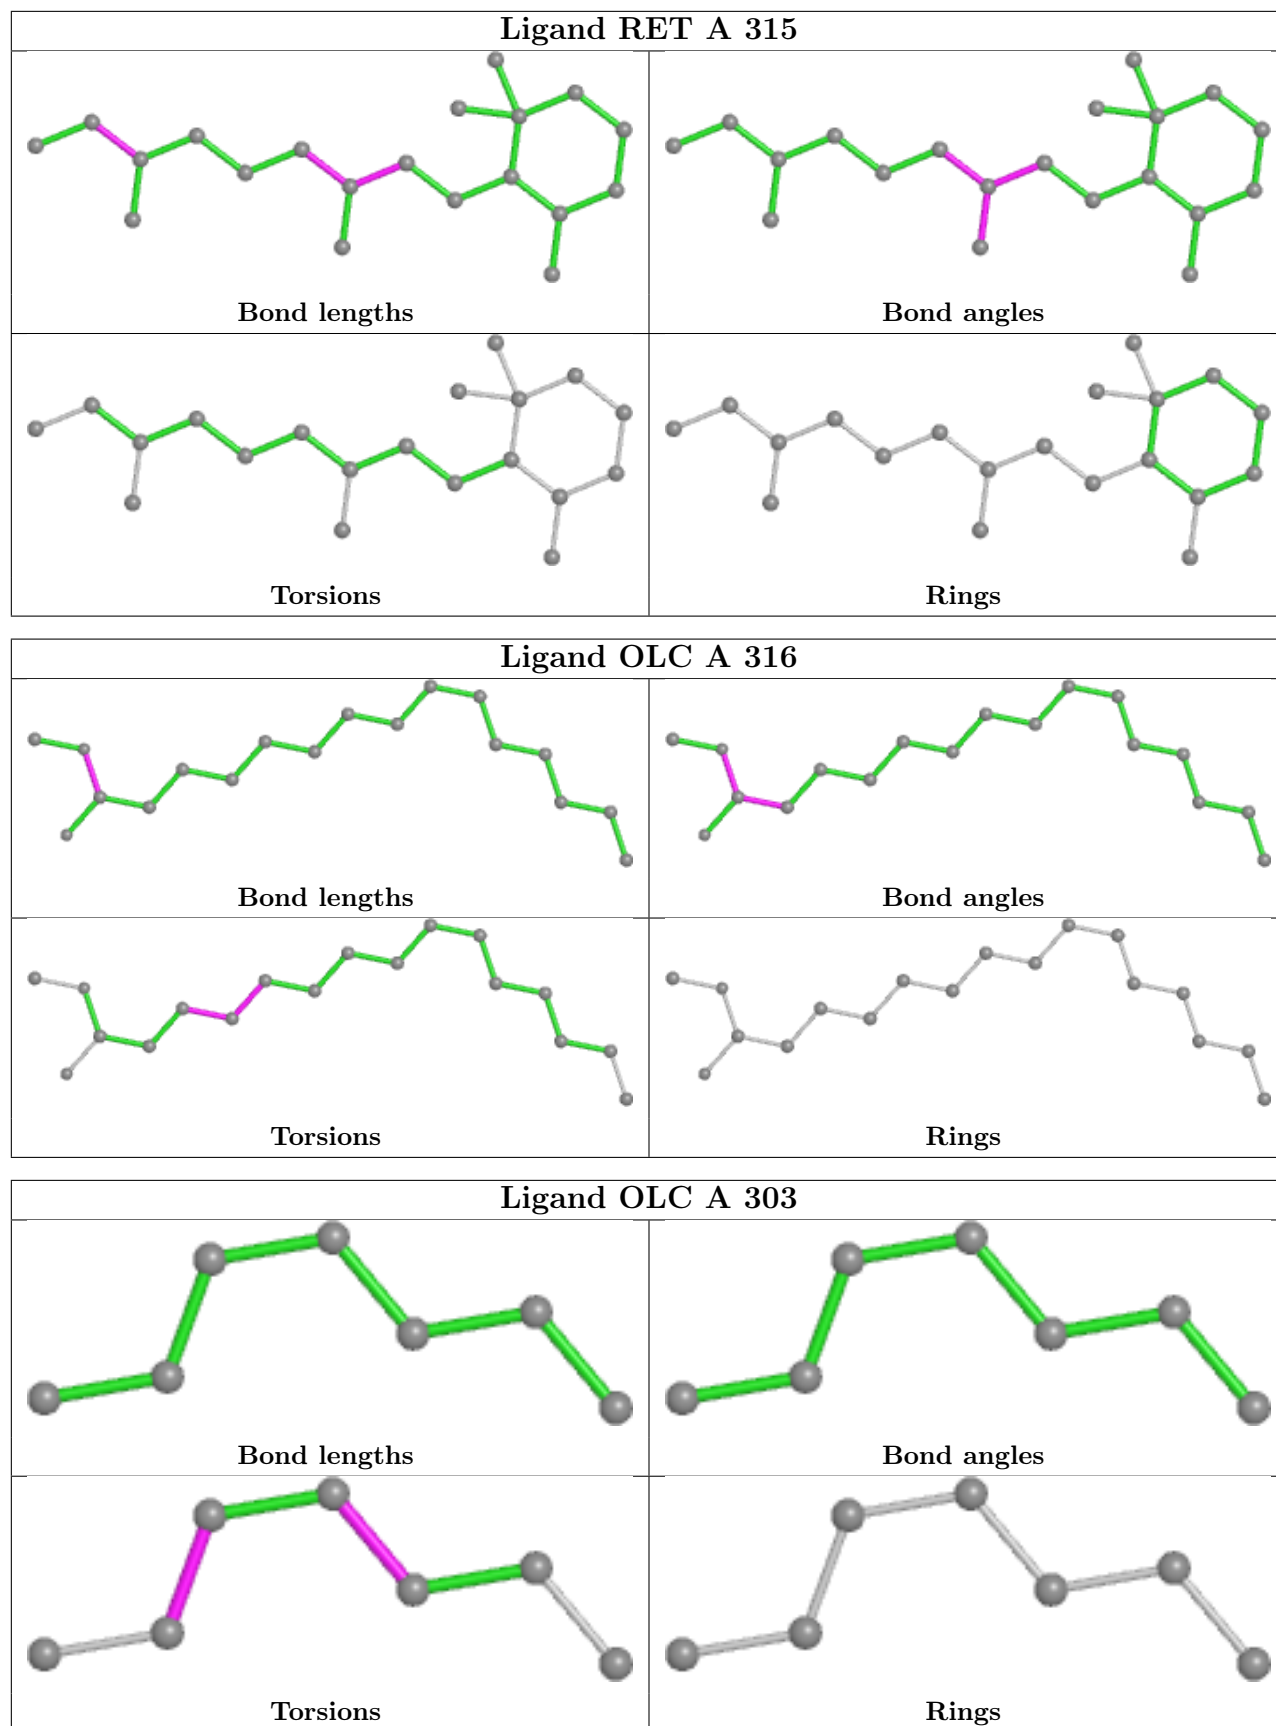 Ligand RET A 315
Bond lengths
Bond angles
Torsions
Rings
Ligand OLC A 316
Bond lengths
Bond angles
Torsions
Rings
Ligand OLC A 303
Bond lengths
Bond angles
Torsions
Rings